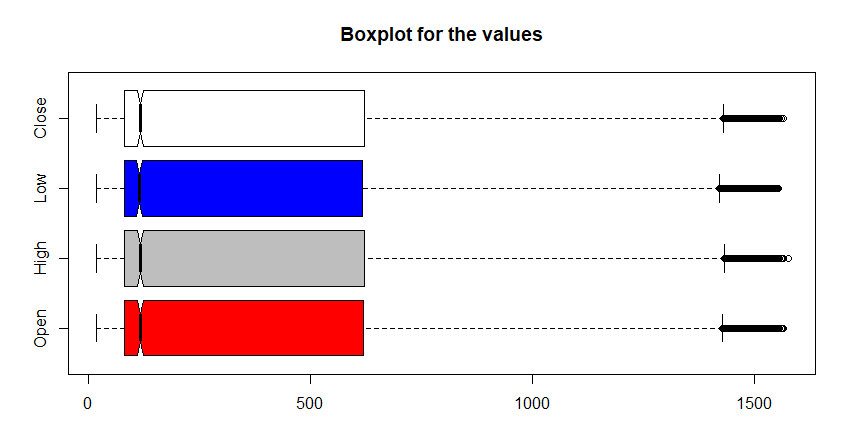 Boxplot for the values
Close
Low
High
Open
0 500 1000 1500